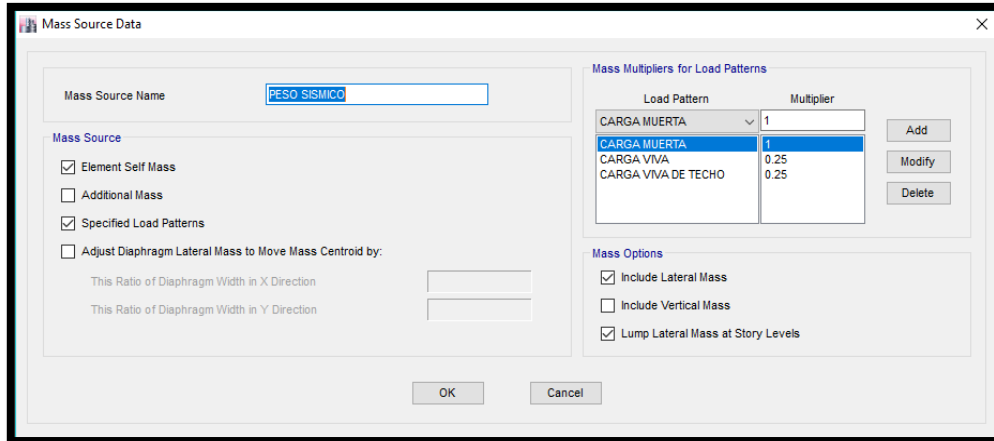 Mass Source Data
Mass Source Name PESO SISMICO
Mass Source
Element Self Mass
Additional Mass
Specified Load Patterns
Adjust Diaphragm Lateral Mass to Move Mass Centroid by:
This Ratio of Diaphragm Width in X Direction
This Ratio of Diaphragm Width in Y Direction
Mass Multipliers for Load Patterns
Load Pattern Multiplier
CARGA MUERTA 1 Add
CARGA MUERTA 1
CARGA VIVA 0.25 Modify
CARGA VIVA DE TECHO 0.25
Delete
Mass Options
Include Lateral Mass
Include Vertical Mass
Lump Lateral Mass at Story Levels
OK Cancel